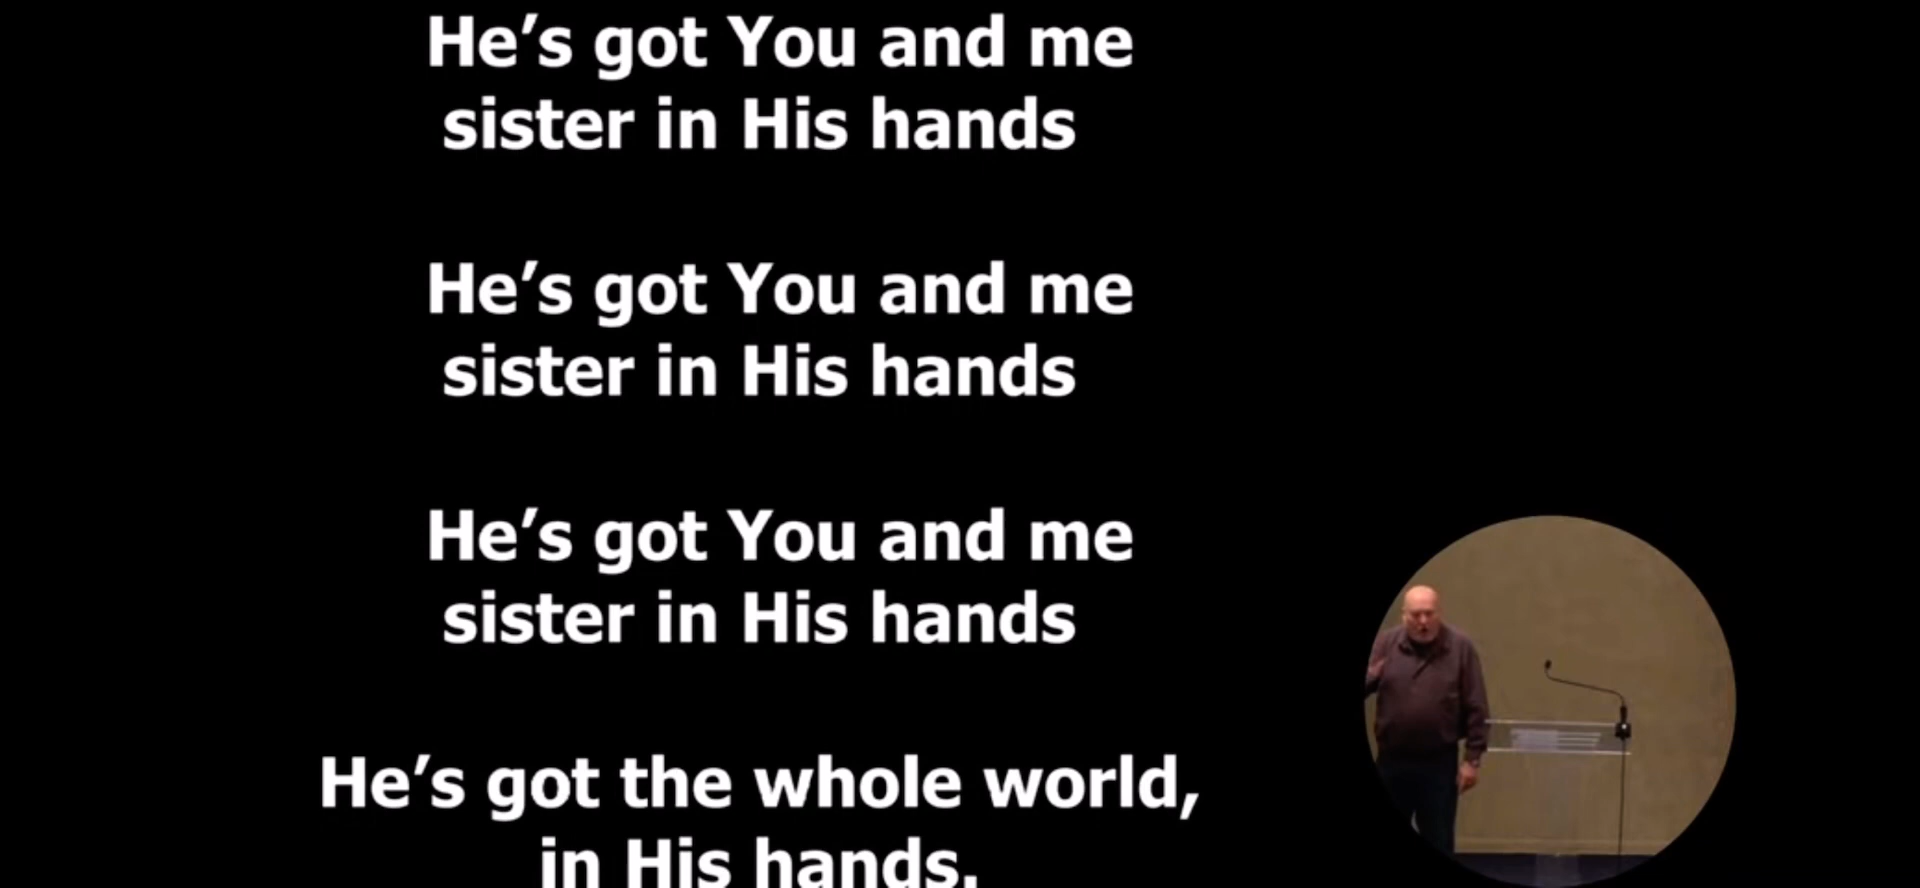 He’s got You and me
sister in His hands
He’s got You and me
sister in His hands
He’s got You and me
sister in His hands
He’s got the whole world,
in His hands.